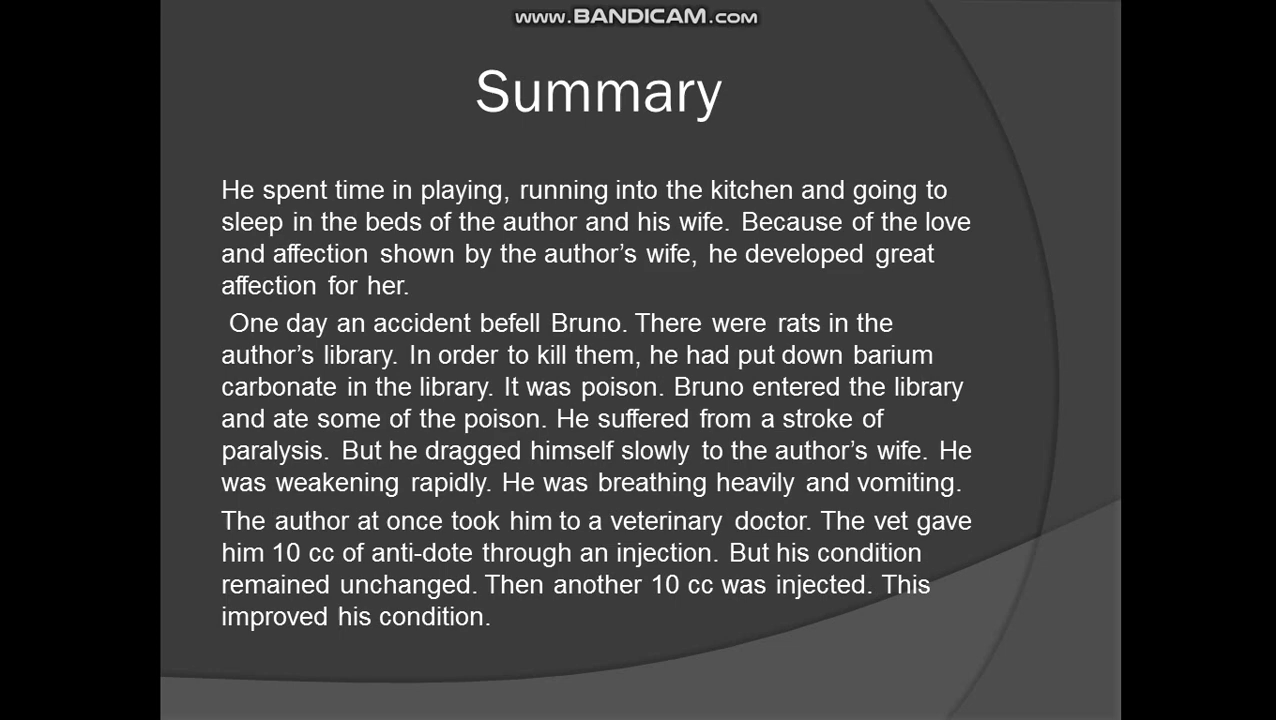 www.BANDICAM.com
Summary
He spent time in playing, running into the kitchen and going to
sleep in the beds of the author and his wife. Because of the love
and affection shown by the author’s wife, he developed great
affection for her.
One day an accident befell Bruno. There were rats in the
author’s library. In order to kill them, he had put down barium
carbonate in the library. It was poison. Bruno entered the library
and ate some of the poison. He suffered from a stroke of
paralysis. But he dragged himself slowly to the author’s wife. He
was weakening rapidly. He was breathing heavily and vomiting.
The author at once took him to a veterinary doctor. The vet gave
him 10 cc of anti-dote through an injection. But his condition
remained unchanged. Then another 10 cc was injected. This
improved his condition.